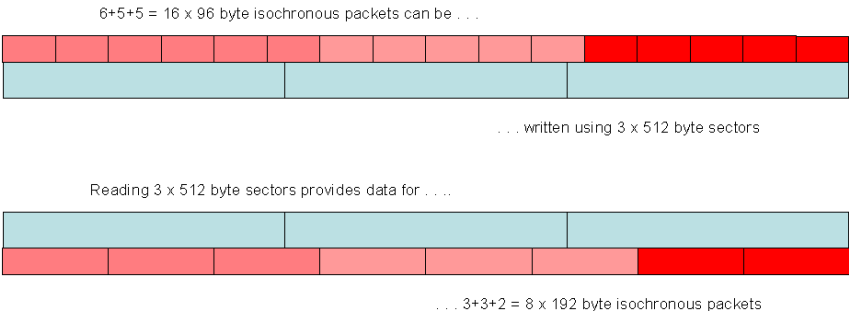 6+5+5 = 16 x 96 byte isochronous packets can be . . .
. . . written using 3 x 512 byte sectors
Reading 3 x 512 byte sectors provides data for . . ..
. . . 3+3+2 = 8 x 192 byte isochronous packets